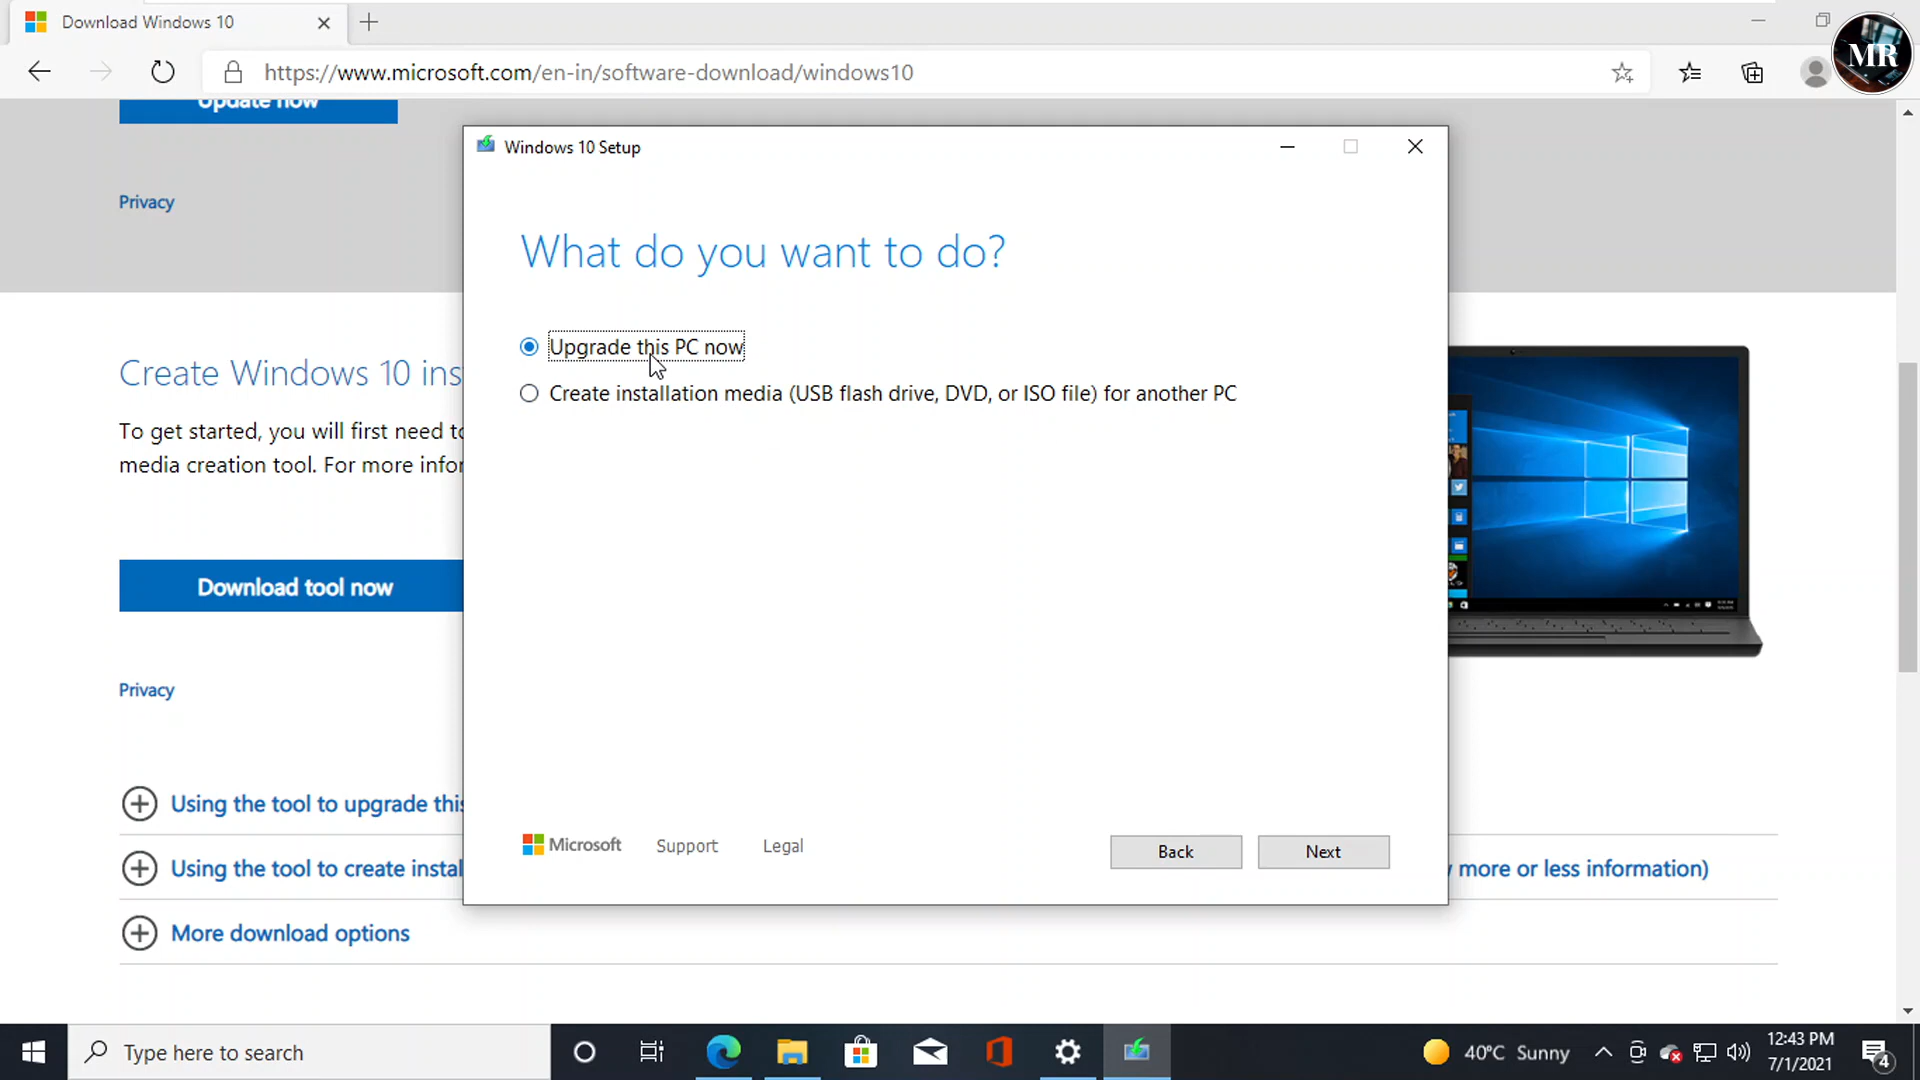 Download Windows 10
https://www.microsoft.com/en-in/software-download/windows10
MR
Update now
Privacy
Windows 10 Setup
What do you want to do?
Upgrade this PC now
Create installation media (USB flash drive, DVD, or ISO file) for another PC
Create Windows 10 ins
To get started, you will first need to
media creation tool. For more infor
Download tool now
Privacy
Using the tool to upgrade this
Microsoft
Support
Legal
Back
Next
Using the tool to create instal
more or less information)
More download options
Type here to search
40°C Sunny
12:43 PM
7/1/2021
4